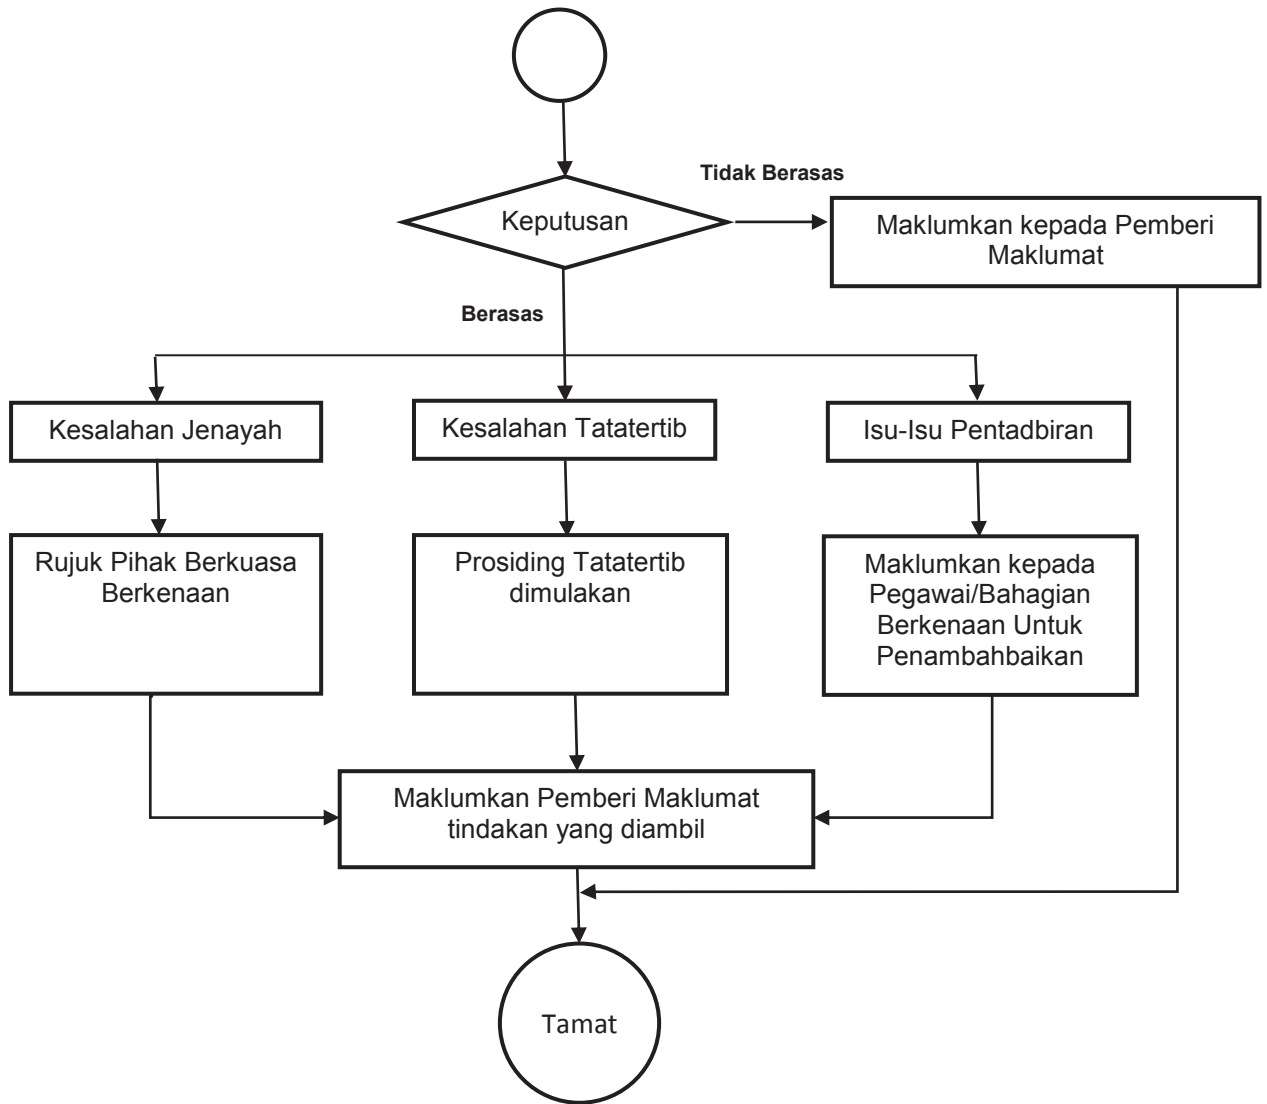 Tidak Berasas
Keputusan
Maklumkan kepada Pemberi
Maklumat
Berasas
Kesalahan Jenayah
Kesalahan Tatatertib
Isu-Isu Pentadbiran
Rujuk Pihak Berkuasa
Berkenaan
Prosiding Tatatertib
dimulakan
Maklumkan kepada
Pegawai/Bahagian
Berkenaan Untuk
Penambahbaikan
Maklumkan Pemberi Maklumat
tindakan yang diambil
Tamat